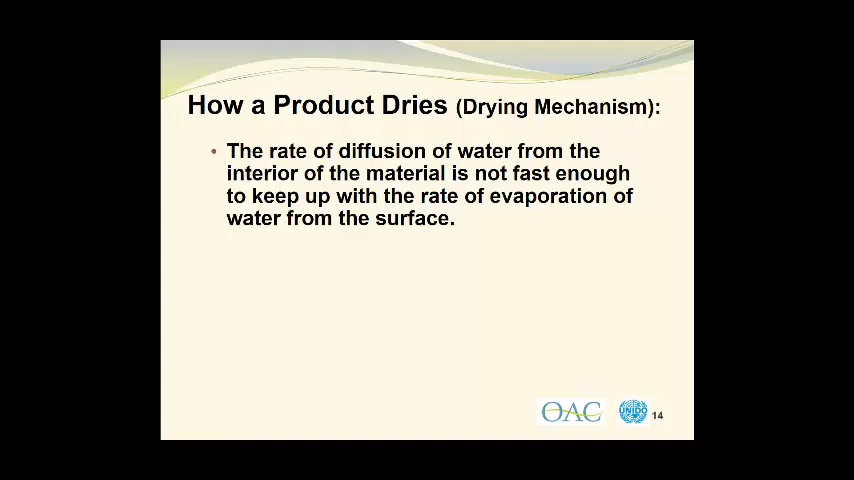 How a Product Dries (Drying Mechanism):
• The rate of diffusion of water from the
interior of the material is not fast enough
to keep up with the rate of evaporation of
water from the surface.
OAC
UNIDO
14